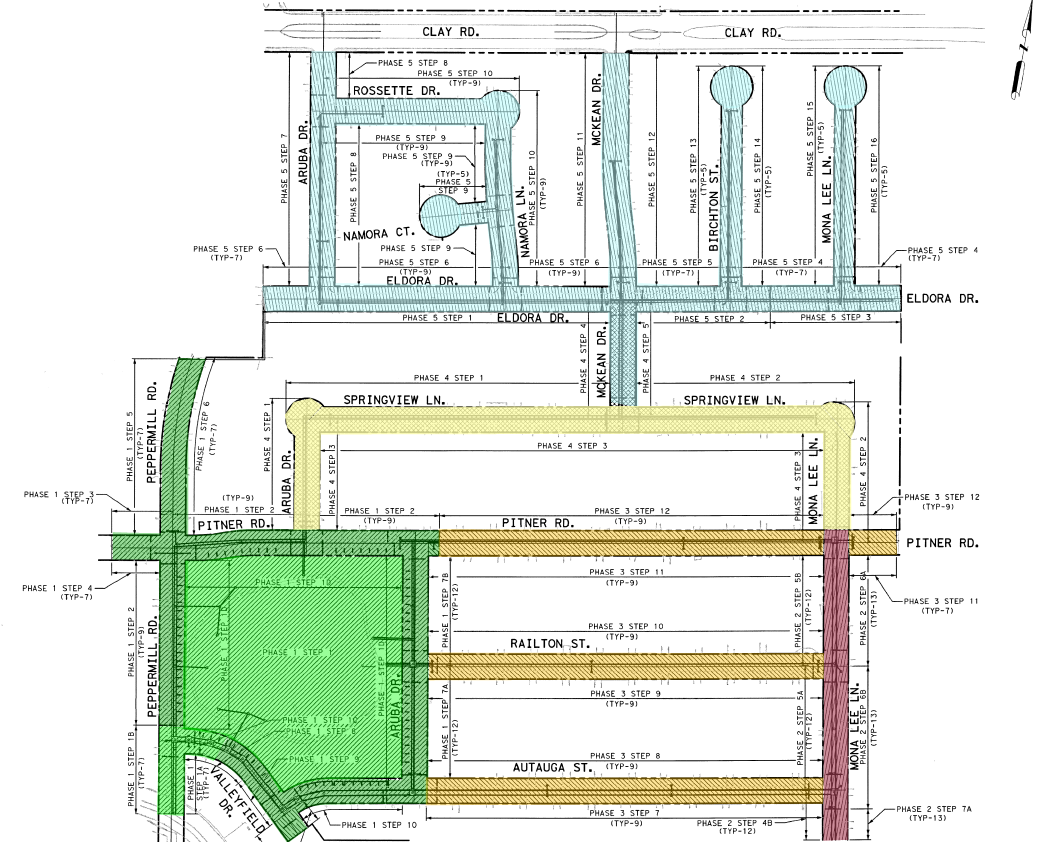 CLAY RD.
CLAY RD.
PHASE 5 STEP 8
PHASE 5 STEP 10
(TYP-9)
ROSSETTE DR.
PHASE 5 STEP 7
ARUBA DR.
PHASE 5 STEP 8
PHASE 5 STEP 9
(TYP-9)
PHASE 5 STEP 9
(TYP-9)
(TYP-5)
PHASE 5
STEP 9
NAMORA CT.
PHASE 5 STEP 9
NAMORA LN.
PHASE 5 STEP 10
(TYP-9)
PHASE 5 STEP 11
MCKEAN DR.
PHASE 5 STEP 12
PHASE 5 STEP 13
(TYP-5)
BIRCHTON ST.
PHASE 5 STEP 14
(TYP-5)
PHASE 5 STEP 15
(TYP-5)
MONA LEE LN.
PHASE 5 STEP 16
(TYP-5)
PHASE 5 STEP 6
(TYP-7)
PHASE 5 STEP 6
(TYP-9)
ELDORA DR.
PHASE 5 STEP 6
(TYP-9)
PHASE 5 STEP 5
(TYP-7)
PHASE 5 STEP 4
(TYP-7)
PHASE 5 STEP 4
(TYP-7)
ELDORA DR.
PHASE 5 STEP 1
ELDORA DR.
PHASE 5 STEP 2
PHASE 5 STEP 3
PHASE 4 STEP 4
MCKEAN DR.
PHASE 4 STEP 5
PHASE 4 STEP 1
PHASE 4 STEP 2
SPRINGVIEW LN.
SPRINGVIEW LN.
PHASE 4 STEP 3
PEPPERMILL RD.
PHASE 1 STEP 5
(TYP-7)
PHASE 1 STEP 6
(TYP-7)
PHASE 4 STEP
ARUBA DR.
PHASE 4 STEP 3
PHASE 4 STEP 3
MONA LEE LN.
PHASE 4 STEP 2
PHASE 1 STEP 3
(TYP-7)
(TYP-9)
PHASE 1 STEP 2
PITNER RD.
PHASE 1 STEP 2
(TYP-9)
PHASE 3 STEP 12
PITNER RD.
(TYP-9)
PHASE 3 STEP 12
(TYP-9)
PITNER RD.
PHASE 1 STEP 4
(TYP-7)
PHASE 1 STEP 2
(TYP-9)
PEPPERMILL RD.
PHASE 1 STEP 1B
(TYP-7)
PHASE 1
STEP 1A
(TYP-7)
PHASE 1 STEP 10
PHASE 1 STEP 1
PHASE 1 STEP 9
ARUBA DR.
VALLEYFIELD
DR.
PHASE 1 STEP 10
PHASE 1 STEP 7B
(TYP-12)
PHASE 3 STEP 11
(TYP-9)
PHASE 2 STEP 5B
(TYP-12)
PHASE 2 STEP 6A
(TYP-13)
PHASE 3 STEP 11
(TYP-7)
PHASE 3 STEP 10
(TYP-9)
RAILTON ST.
PHASE 1 STEP 7A
(TYP-12)
PHASE 3 STEP 9
(TYP-9)
PHASE 2 STEP 5A
(TYP-12)
MONA LEE LN.
PHASE 2 STEP 6B
(TYP-13)
PHASE 3 STEP 8
(TYP-9)
AUTAUGA ST.
PHASE 3 STEP 7
(TYP-9)
PHASE 2 STEP 4B
(TYP-12)
PHASE 2 STEP 7A
(TYP-13)